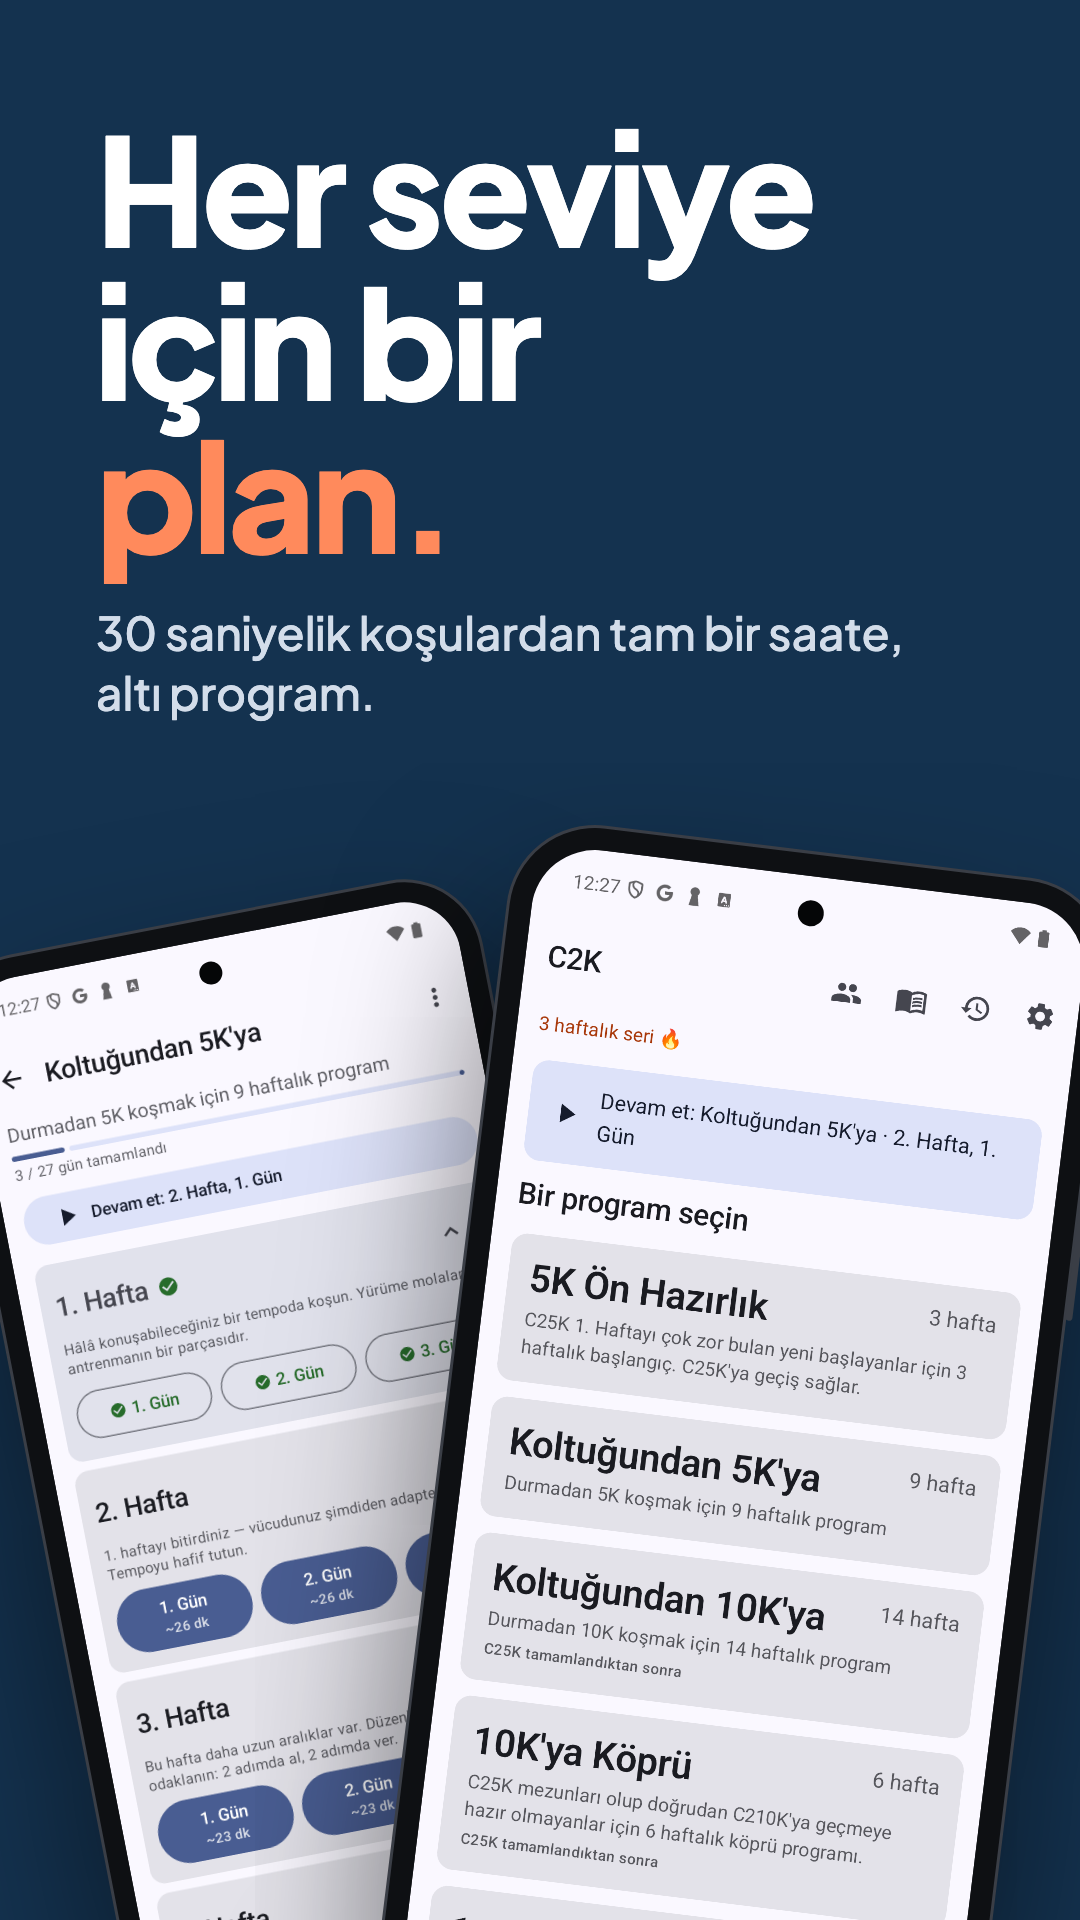 Her seviye
için bir
plan.
30 saniyelik koşulardan tam bir saate,
altı program.
12:27
Koltuğundan 5K'ya
Durmadan 5K koşmak için 9 haftalık program
3 / 27 gün tamamlandı
Devam et: 2. Hafta, 1. Gün
1. Hafta
Hâlâ konuşabileceğiniz bir tempoda koşun. Yürüme molaları
antrenmanın bir parçasıdır.
1. Gün
2. Gün
3. Gü
2. Hafta
1. haftayı bitirdiniz — vücudunuz şimdiden adapte
Tempoyu hafif tutun.
1. Gün
~26 dk
2. Gün
~26 dk
3. Hafta
Bu hafta daha uzun aralıklar var. Düzenl
odaklanın: 2 adımda al, 2 adımda ver.
1. Gün
~23 dk
2. Gün
~23 dk
12:27
C2K
3 haftalık seri 🔥
Devam et: Koltuğundan 5K'ya · 2. Hafta, 1.
Gün
Bir program seçin
5K Ön Hazırlık
3 hafta
C25K 1. Haftayı çok zor bulan yeni başlayanlar için 3
haftalık başlangıç. C25K'ya geçiş sağlar.
Koltuğundan 5K'ya
9 hafta
Durmadan 5K koşmak için 9 haftalık program
Koltuğundan 10K'ya
14 hafta
Durmadan 10K koşmak için 14 haftalık program
C25K tamamlandıktan sonra
10K'ya Köprü
6 hafta
C25K mezunları olup doğrudan C210K'ya geçmeye
hazır olmayanlar için 6 haftalık köprü programı.
C25K tamamlandıktan sonra